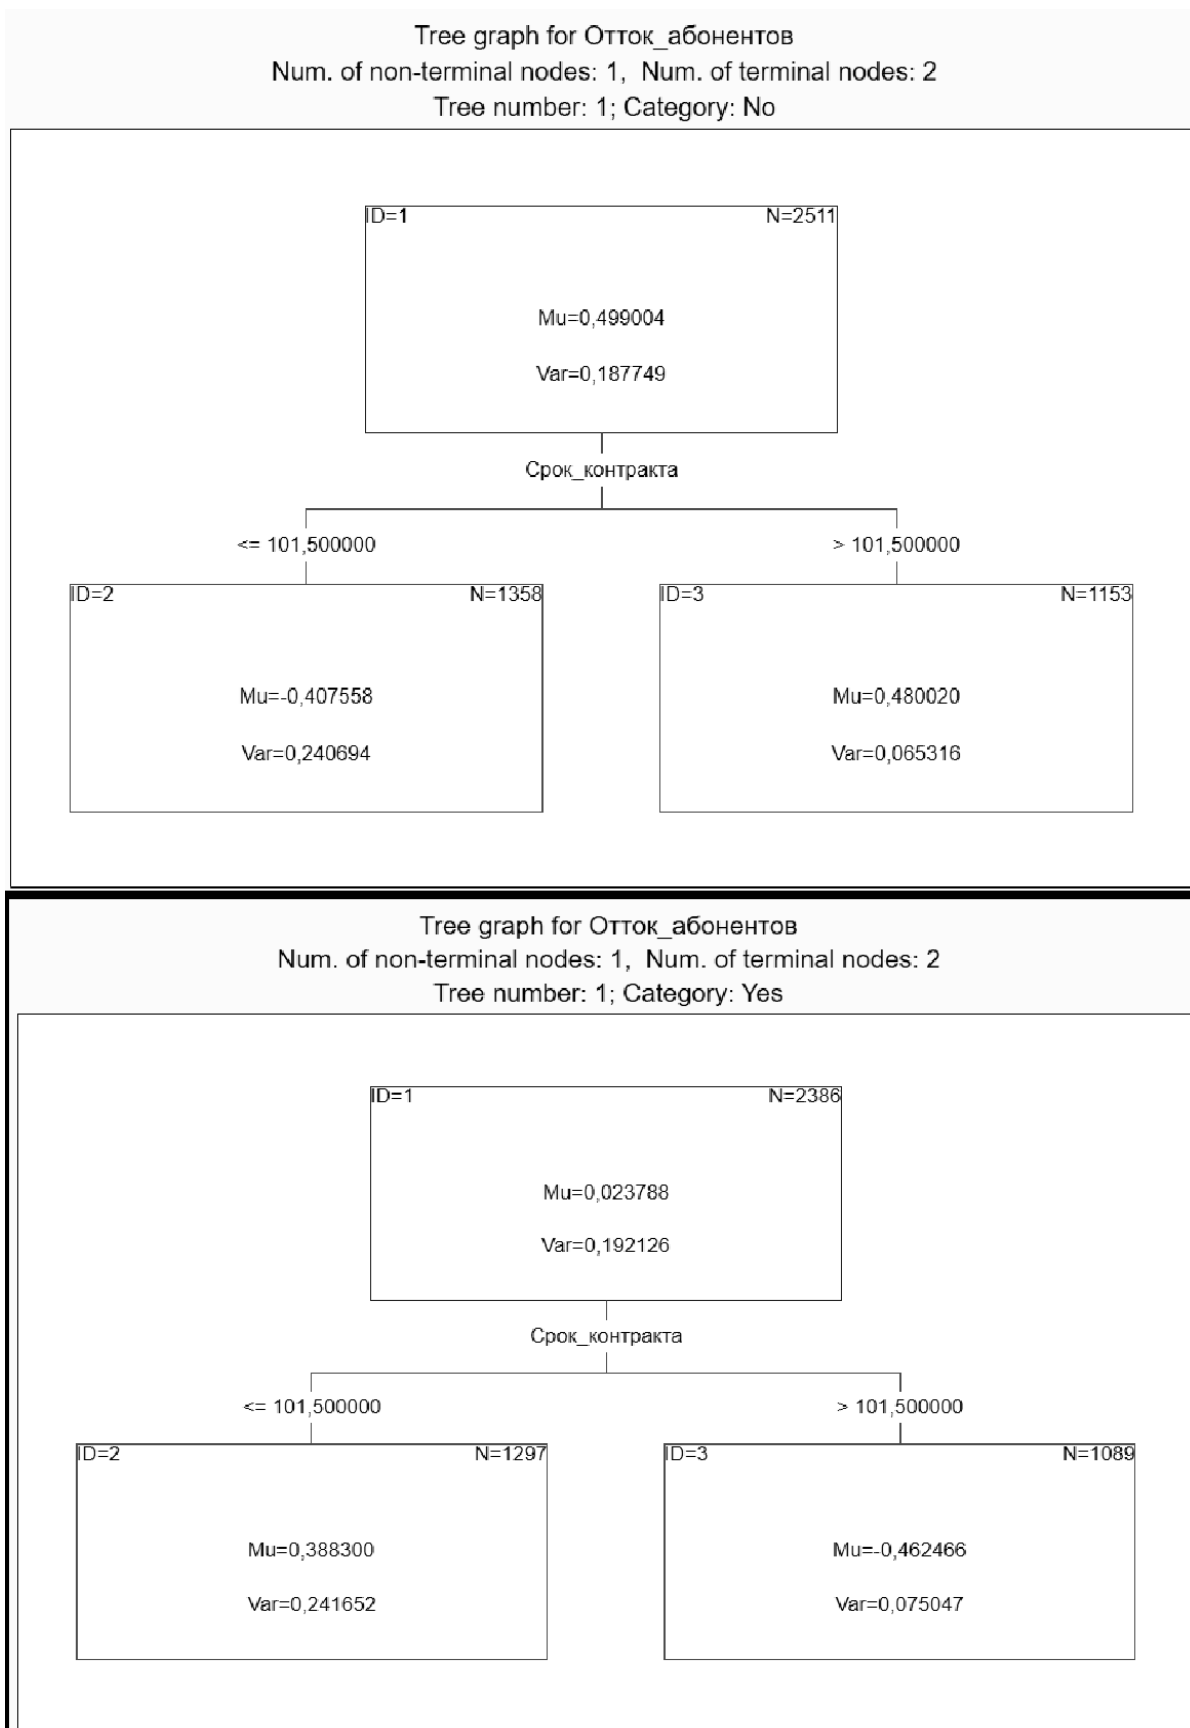 Tree graph for Отток_абонентов
Num. of non-terminal nodes: 1, Num. of terminal nodes: 2
Tree number: 1; Category: No
ID=1 N=2511
Mu=0,499004
Var=0,187749
Срок_контракта
<= 101,500000 > 101,500000
ID=2 N=1358 ID=3 N=1153
Mu=-0,407558 Mu=0,480020
Var=0,240694 Var=0,065316
Tree graph for Отток_абонентов
Num. of non-terminal nodes: 1, Num. of terminal nodes: 2
Tree number: 1; Category: Yes
ID=1 N=2386
Mu=0,023788
Var=0,192126
Срок_контракта
<= 101,500000 > 101,500000
ID=2 N=1297 ID=3 N=1089
Mu=0,388300 Mu=-0,462466
Var=0,241652 Var=0,075047